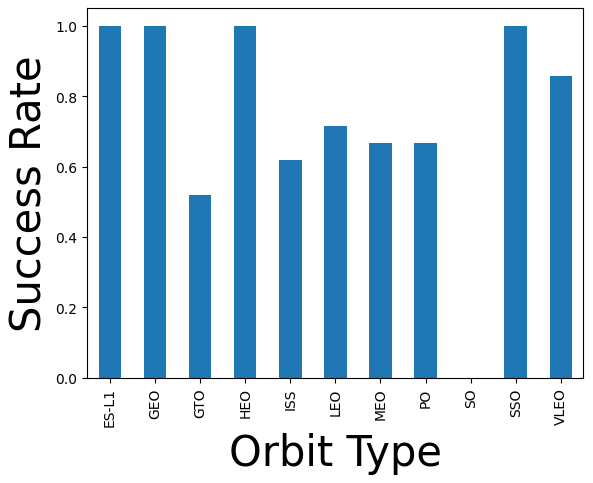 Success Rate
1.0
0.8
0.6
0.4
0.2
0.0
ES-L1
GEO
GTO
HEO
ISS
LEO
MEO
PO
SO
SSO
VLEO
Orbit Type